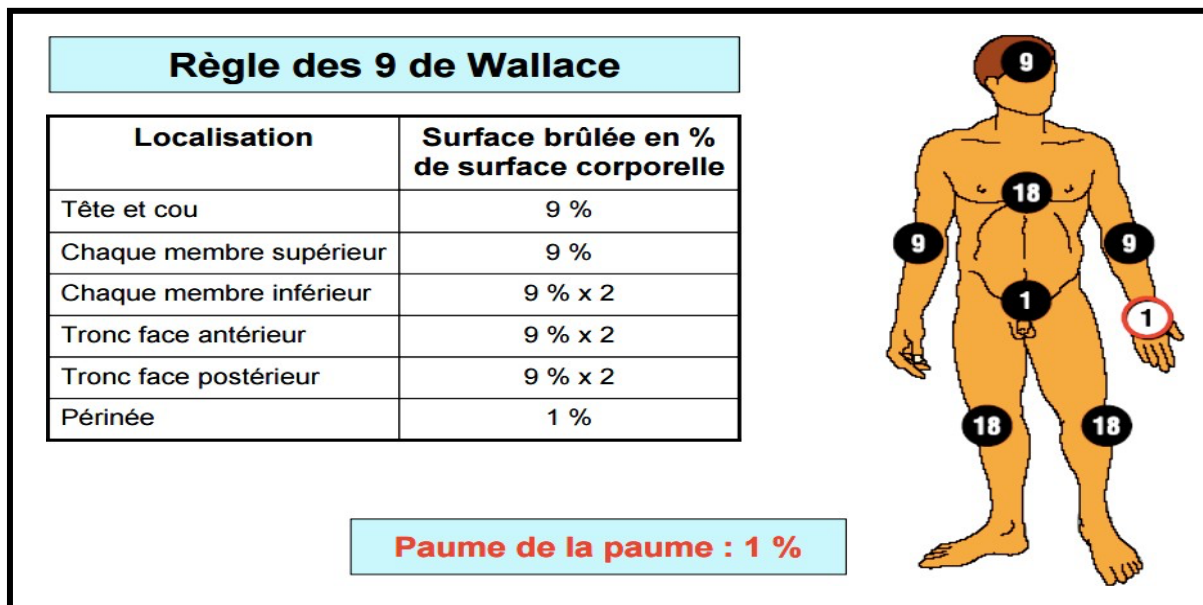 Règle des 9 de Wallace
Localisation
Surface brûlée en %
de surface corporelle
Tête et cou
9 %
Chaque membre supérieur
9 %
Chaque membre inférieur
9 % x 2
Tronc face antérieur
9 % x 2
Tronc face postérieur
9 % x 2
Périnée
1 %
Paume de la paume : 1 %
9
18
9
9
1
1
18
18